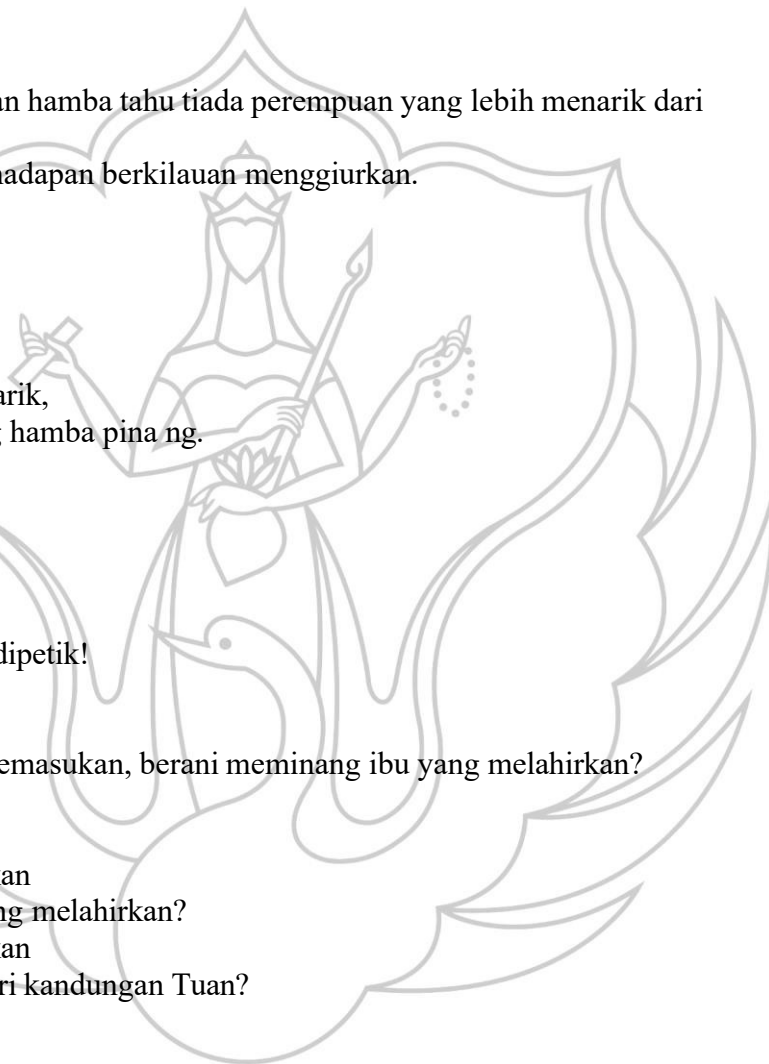 an hamba tahu tiada perempuan yang lebih menarik dari
adapan berkilauan menggiurkan.
arik,
hamba pina ng.
dipetik!
emasukan, berani meminang ibu yang melahirkan?
an
ng melahirkan?
an
ri kandungan Tuan?